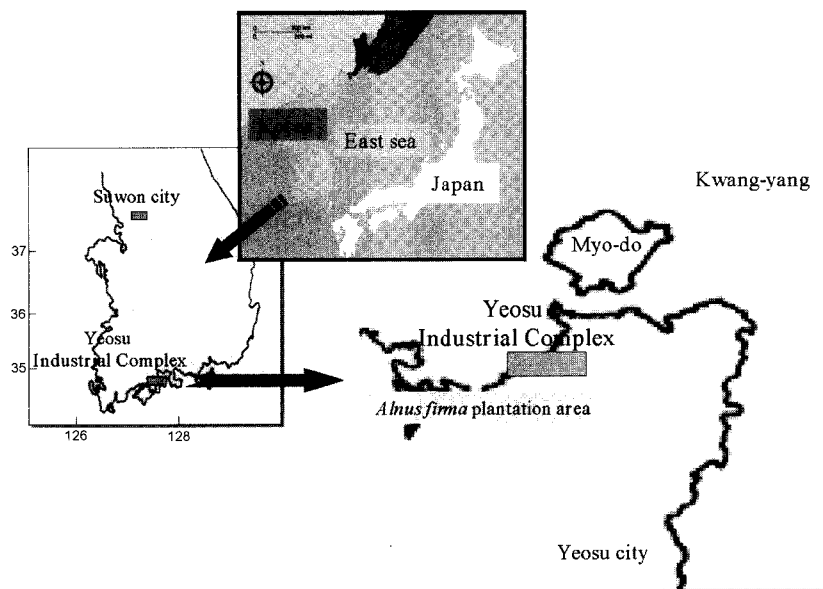 East sea
Japan
Suwon city
37
36
35
Yeosu
Industrial Complex
126
128
Kwang-yang
Myo-do
Yeosu
Industrial Complex
Alnus firma plantation area
Yeosu city